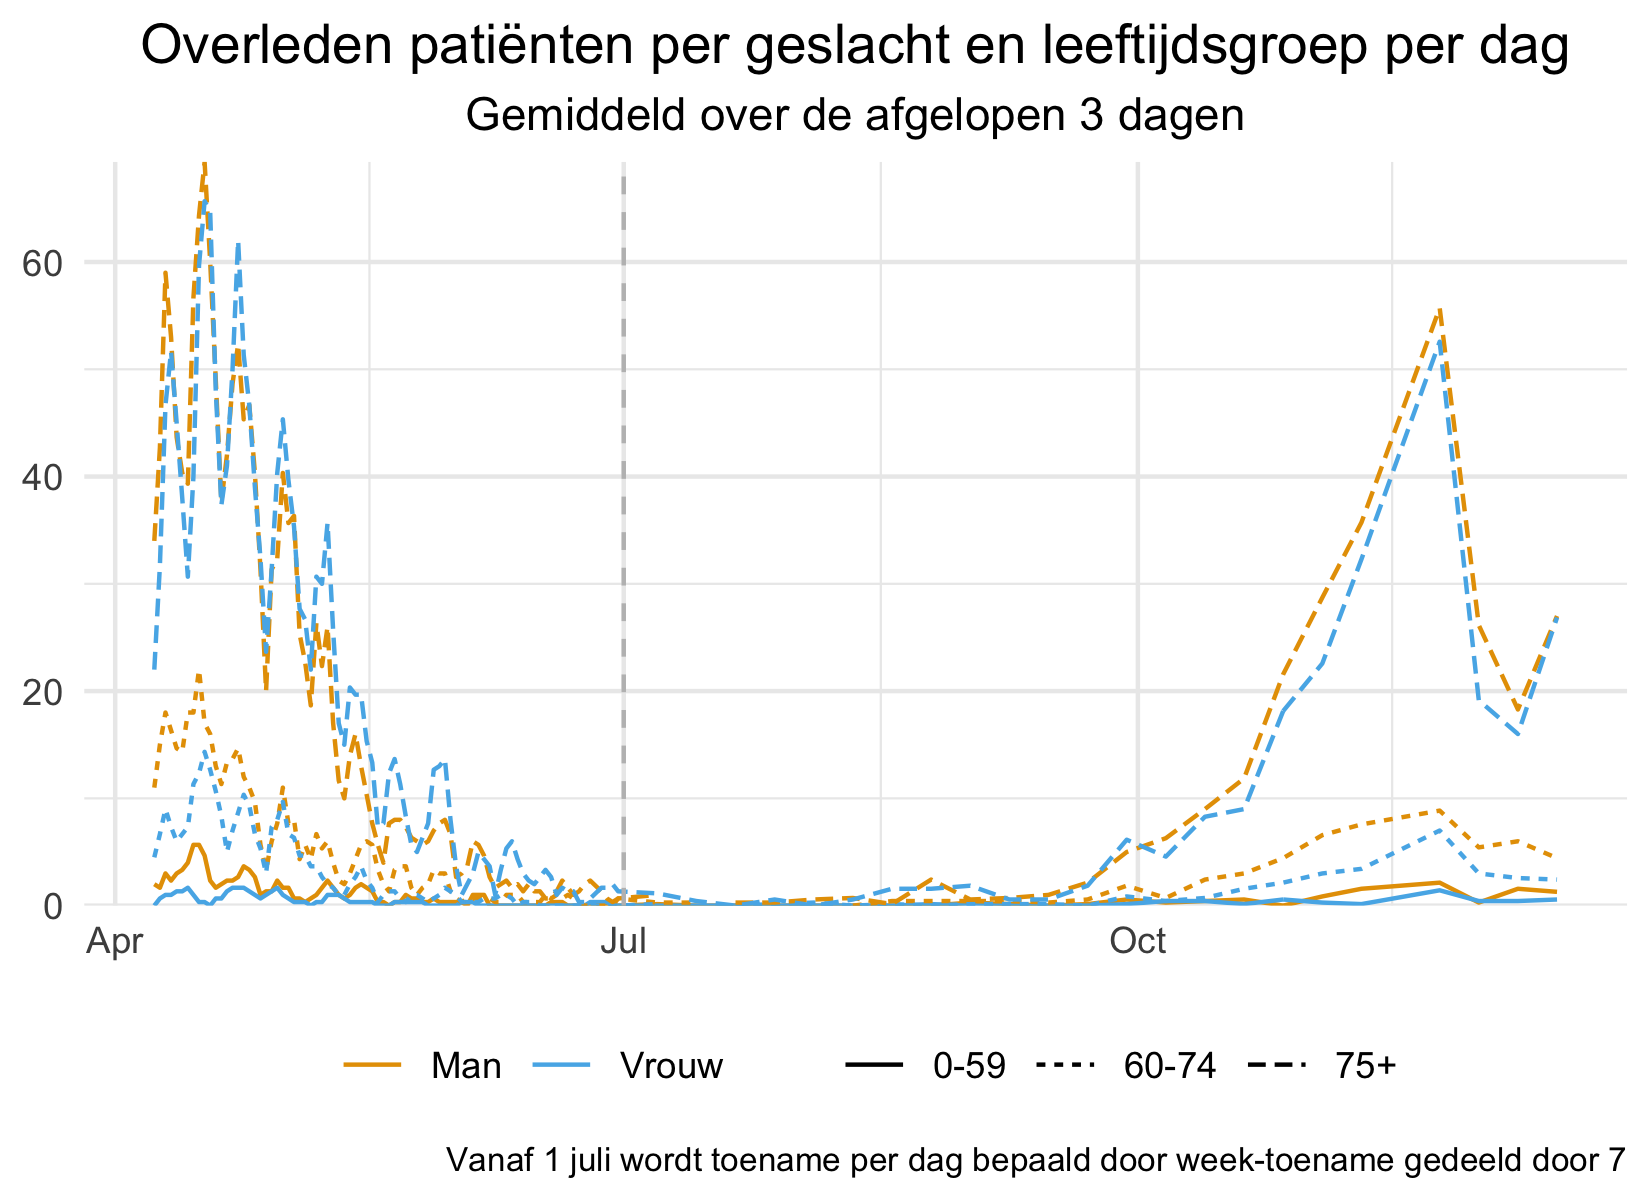 Overleden patiënten per geslacht en leeftijdsgroep per dag
Gemiddeld over de afgelopen 3 dagen
60
40
20
0
Apr Jul Oct
Man Vrouw 0-59 60-74 75+
Vanaf 1 juli wordt toename per dag bepaald door week-toename gedeeld door 7